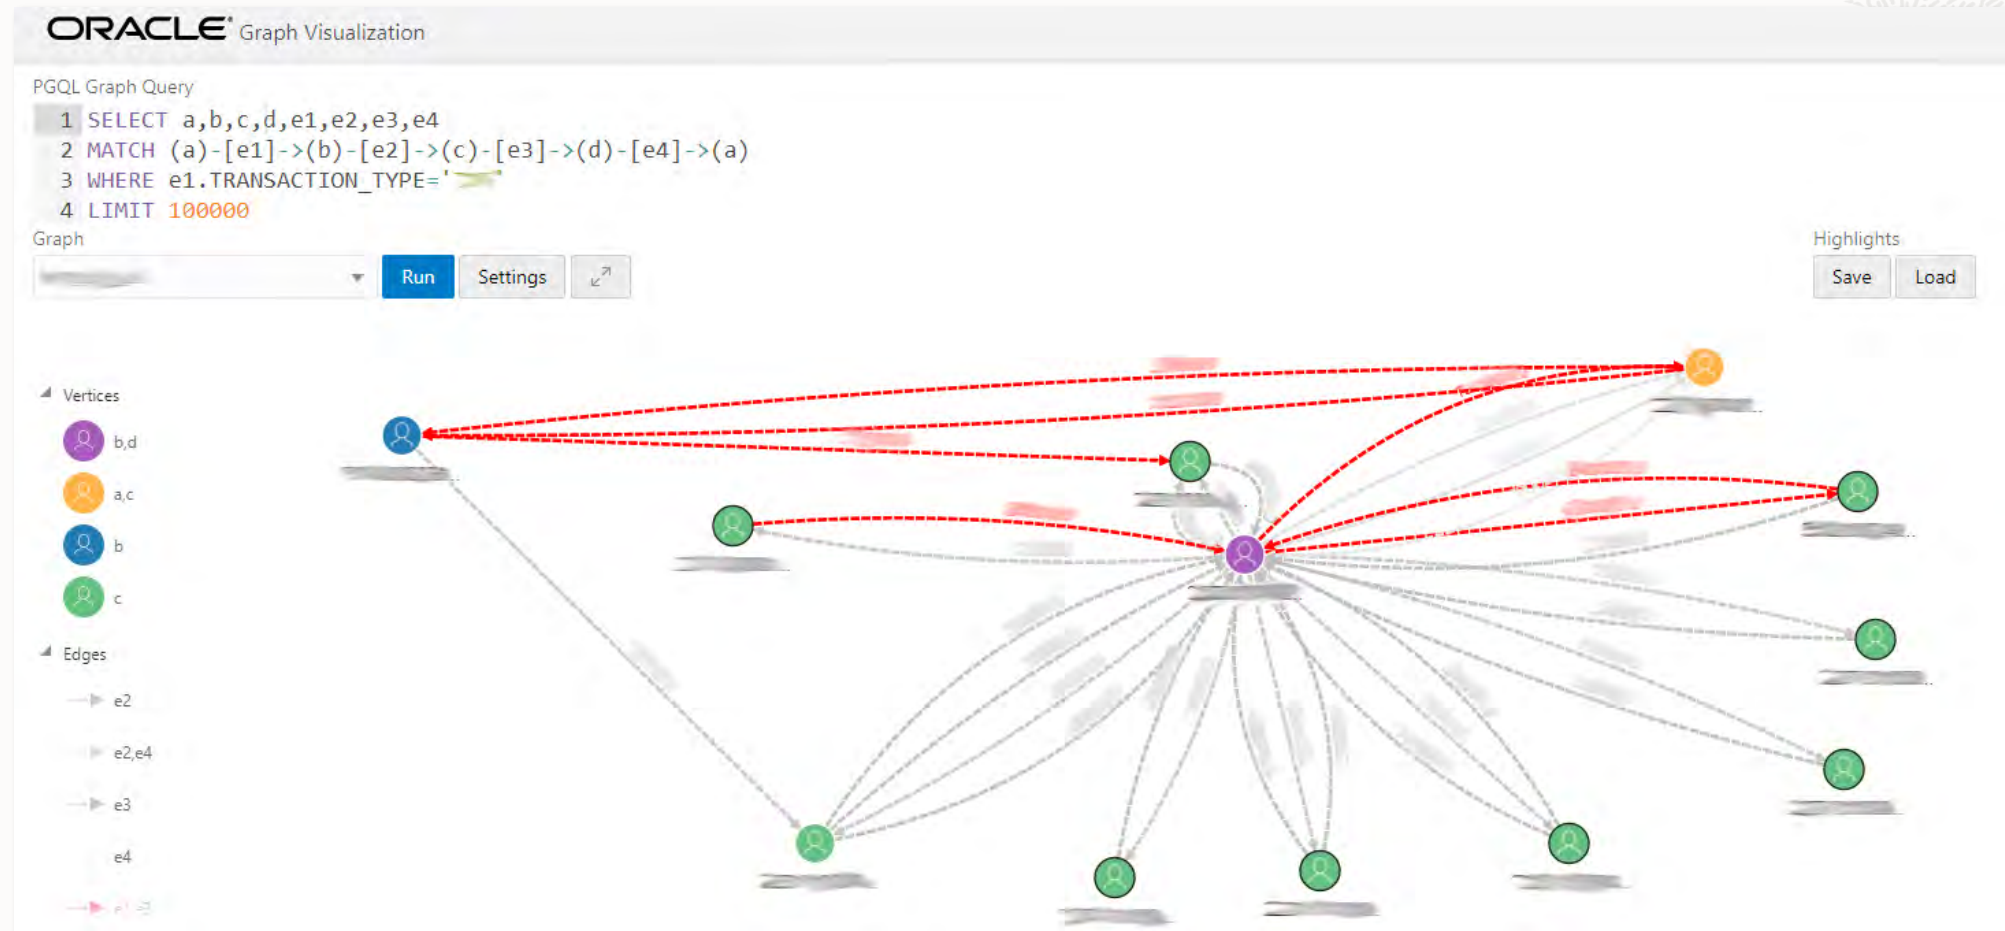 ORACLE® Graph Visualization
PGQL Graph Query
1 SELECT a,b,c,d,e1,e2,e3,e4
2 MATCH (a)-[e1]->(b)-[e2]->(c)-[e3]->(d)-[e4]->(a)
3 WHERE e1.TRANSACTION_TYPE=' '
4 LIMIT 100000
Graph
Highlights
Run
Settings
Save
Load
Vertices
b,d
a,c
b
c
Edges
e2
e2,e4
e3
e4